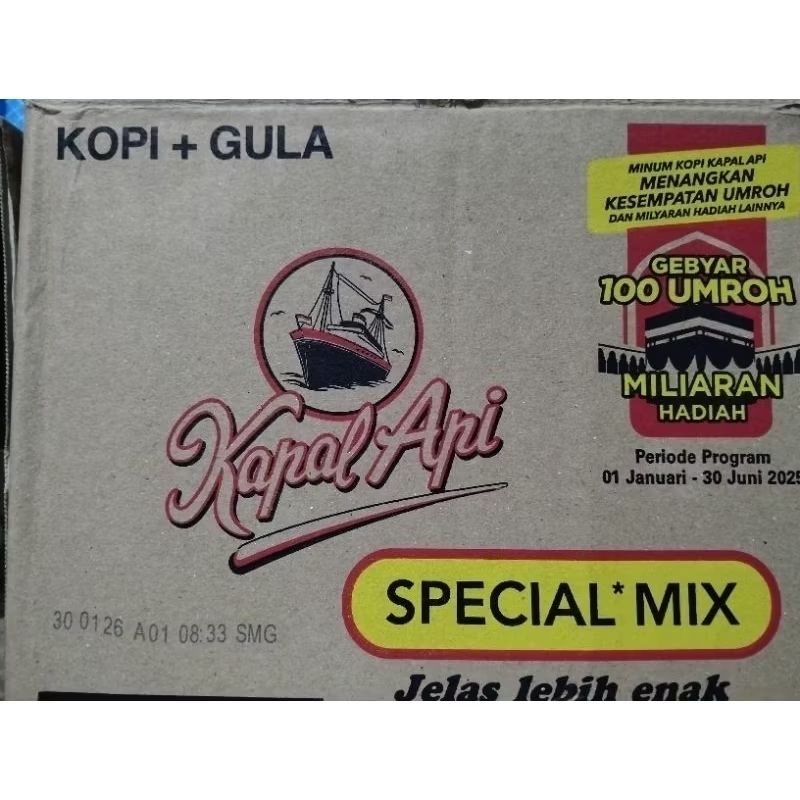 KOPI + GULA
MINUM KOPI KAPAL API
MENANGKAN
KESEMPATAN UMROH
DAN MILYARAN HADIAH LAINNYA
GEBYAR
100 UMROH
MILIARAN
HADIAH
Periode Program
01 Januari - 30 Juni 2025
Kapal Api
SPECIAL* MIX
30 0126 A01 08:33 SMG
Jelas lebih enak